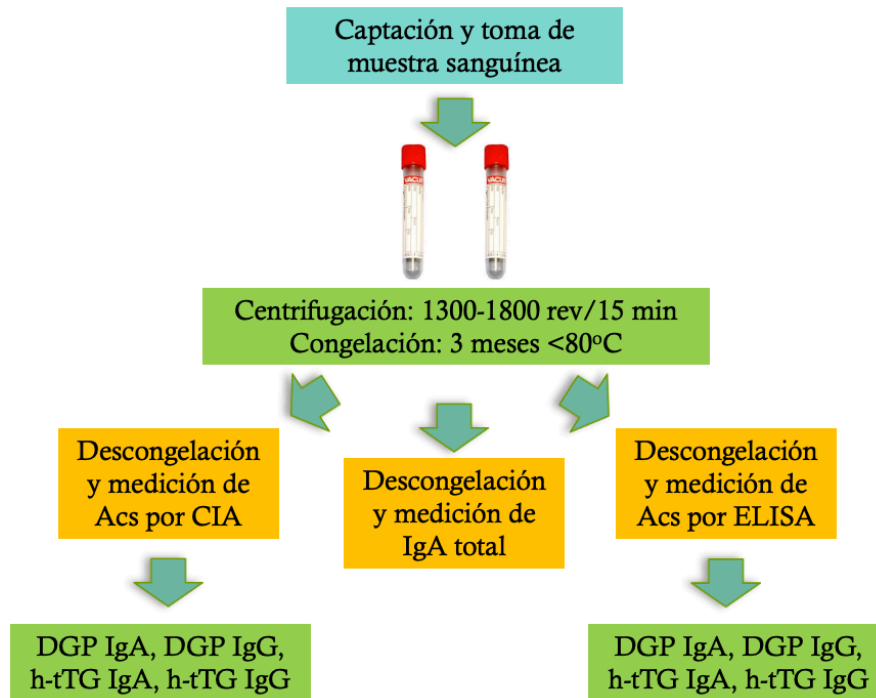 Captación y toma de
muestra sanguínea
VACUET
Centrifugación: 1300-1800 rev/15 min
Congelación: 3 meses <80ºC
Descongelación
y medición de
Acs por CIA
Descongelación
y medición de
IgA total
Descongelación
y medición de
Acs por ELISA
DGP IgA, DGP IgG,
h-tTG IgA, h-tTG IgG
DGP IgA, DGP IgG,
h-tTG IgA, h-tTG IgG